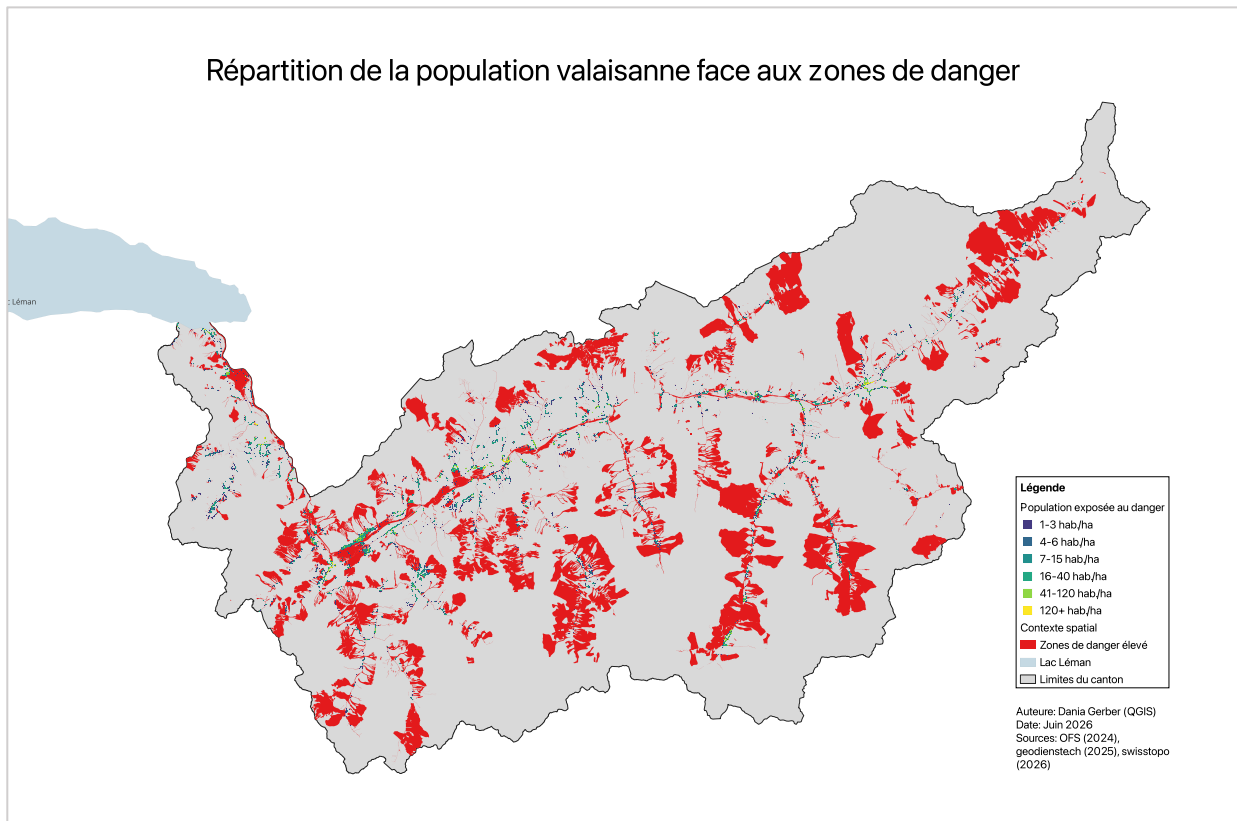 Répartition de la population valaisanne face aux zones de danger
: Léman
Légende
Population exposée au danger
1-3 hab/ha
4-6 hab/ha
7-15 hab/ha
16-40 hab/ha
41-120 hab/ha
120+ hab/ha
Contexte spatial
Zones de danger élevé
Lac Léman
Limites du canton
Auteure: Dania Gerber (QGIS)
Date: Juin 2026
Sources: OFS (2024),
geodienstech (2025), swisstopo
(2026)